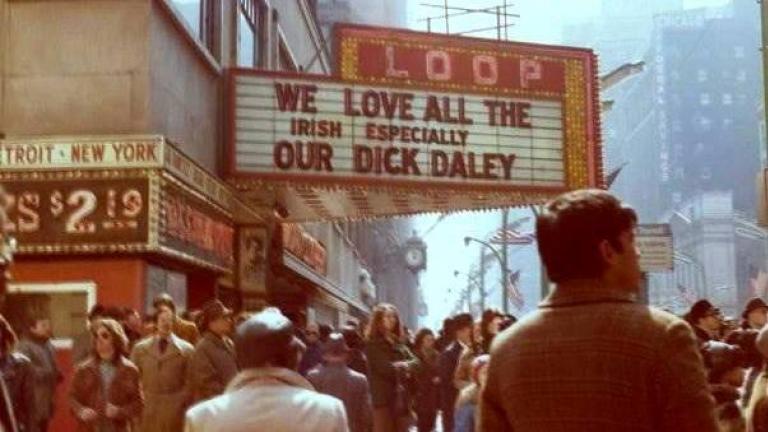 LOOP
WE LOVE ALL THE
IRISH ESPECIALLY
OUR DICK DALEY
TROIT · NEW YORK
S $2 19